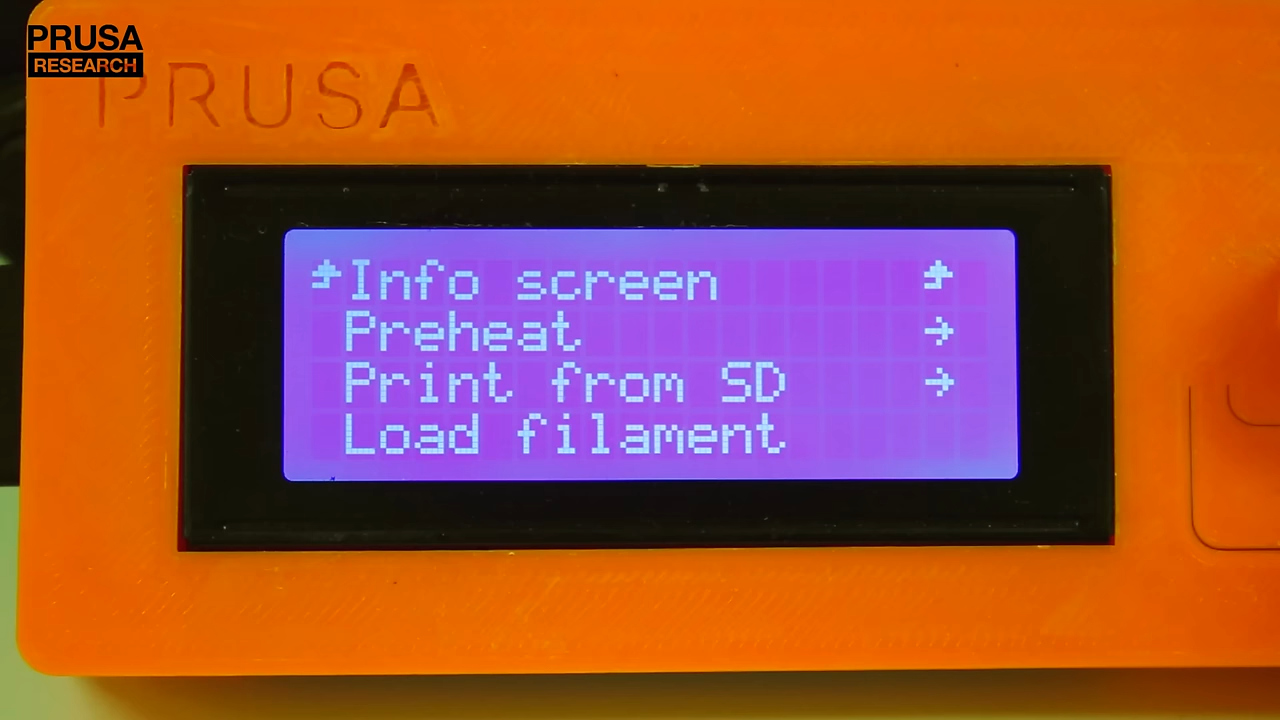 PRUSA
RESEARCH
PRUSA
Info screen
Preheat
Print from SD
Load filament